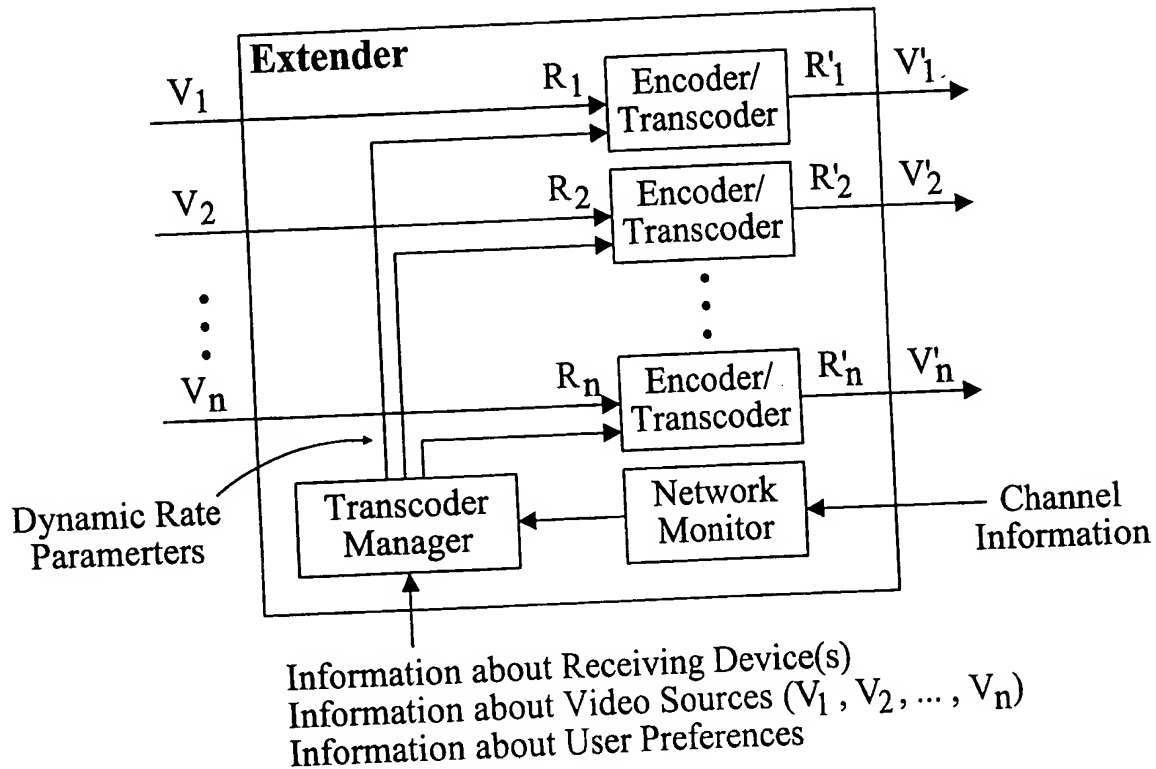 Extender
V1
R1
Encoder/
Transcoder
R'1
V'1
V2
R2
Encoder/
Transcoder
R'2
V'2
Vn
Rn
Encoder/
Transcoder
R'n
V'n
Dynamic Rate
Paramerters
Transcoder
Manager
Network
Monitor
Channel
Information
Information about Receiving Device(s)
Information about Video Sources (V1 , V2 , ... , Vn)
Information about User Preferences